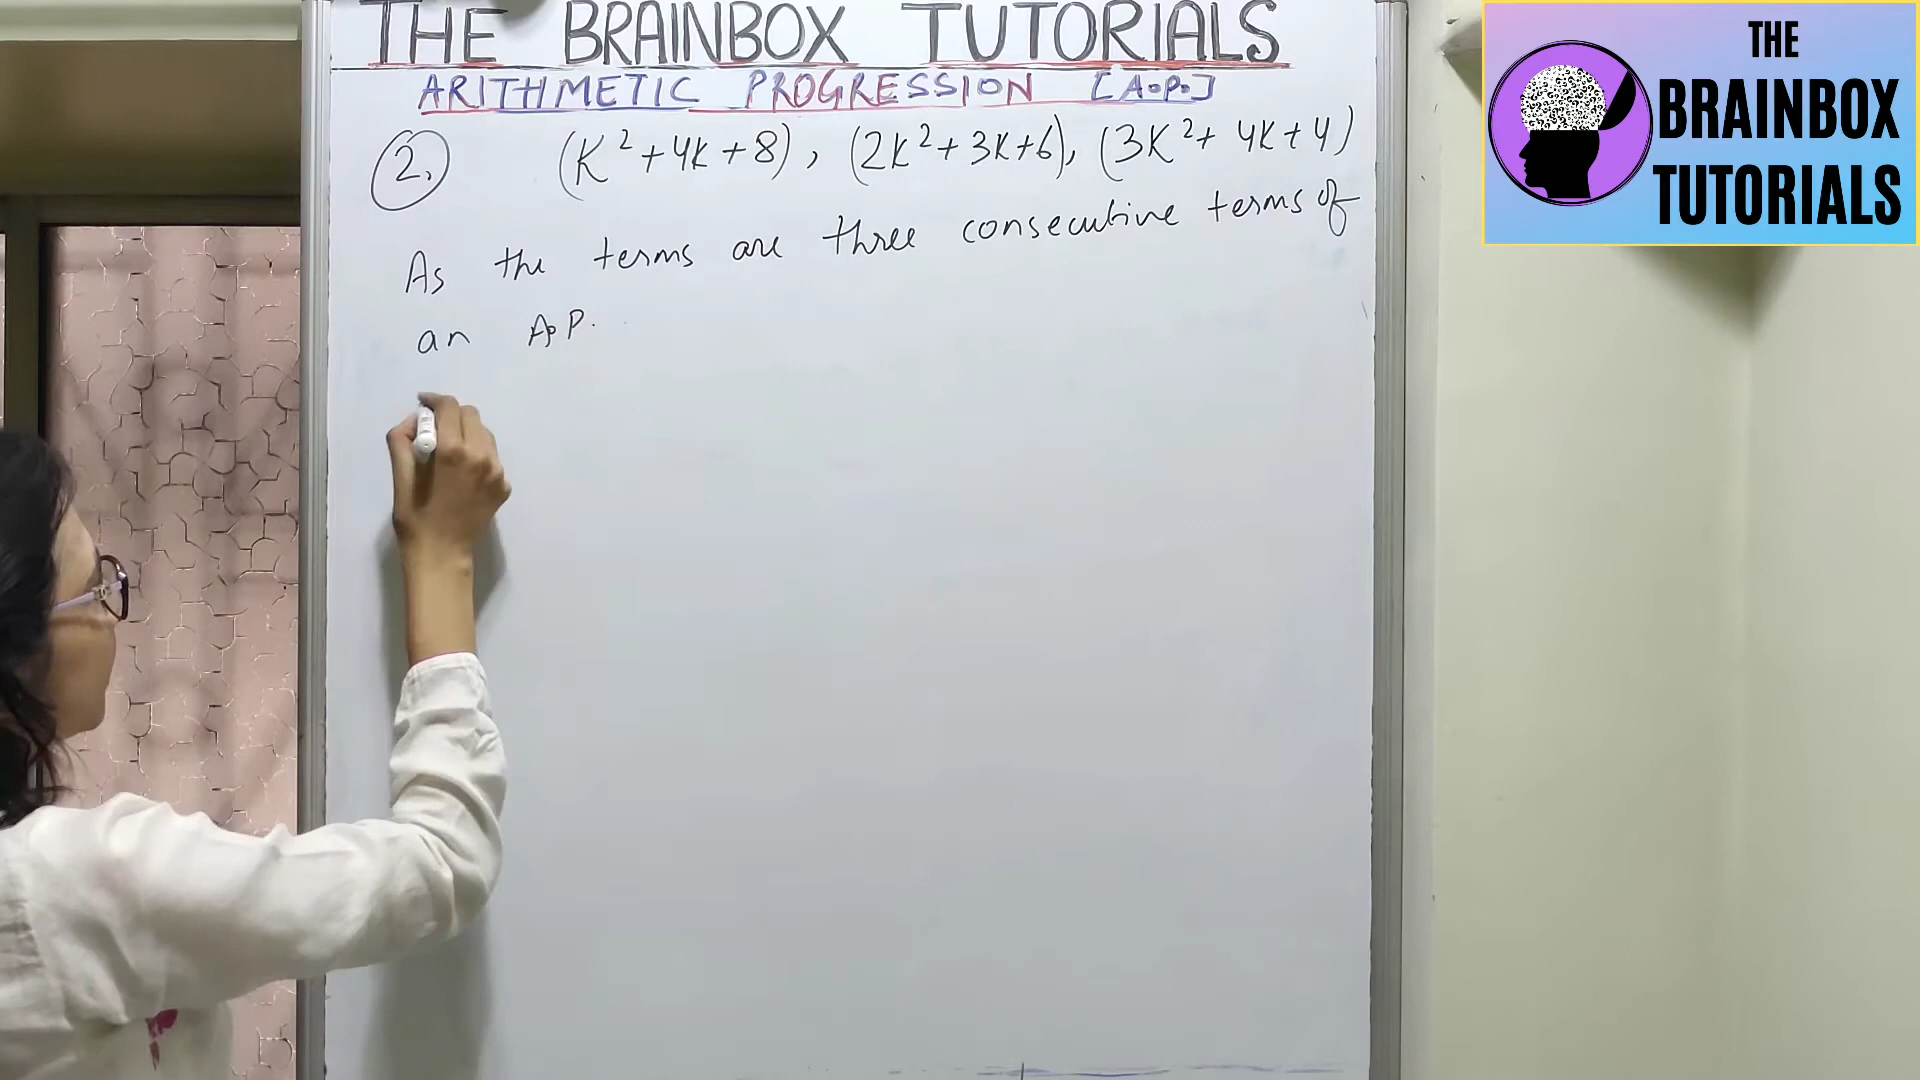 THE BRAINBOX TUTORIALS
ARITHMETIC PROGRESSION [A.P.]
2. (K²+4K+8), (2K²+3K+6), (3K²+4K+4)
As the terms are three consecutive terms of
an A.P.
THE
BRAINBOX
TUTORIALS